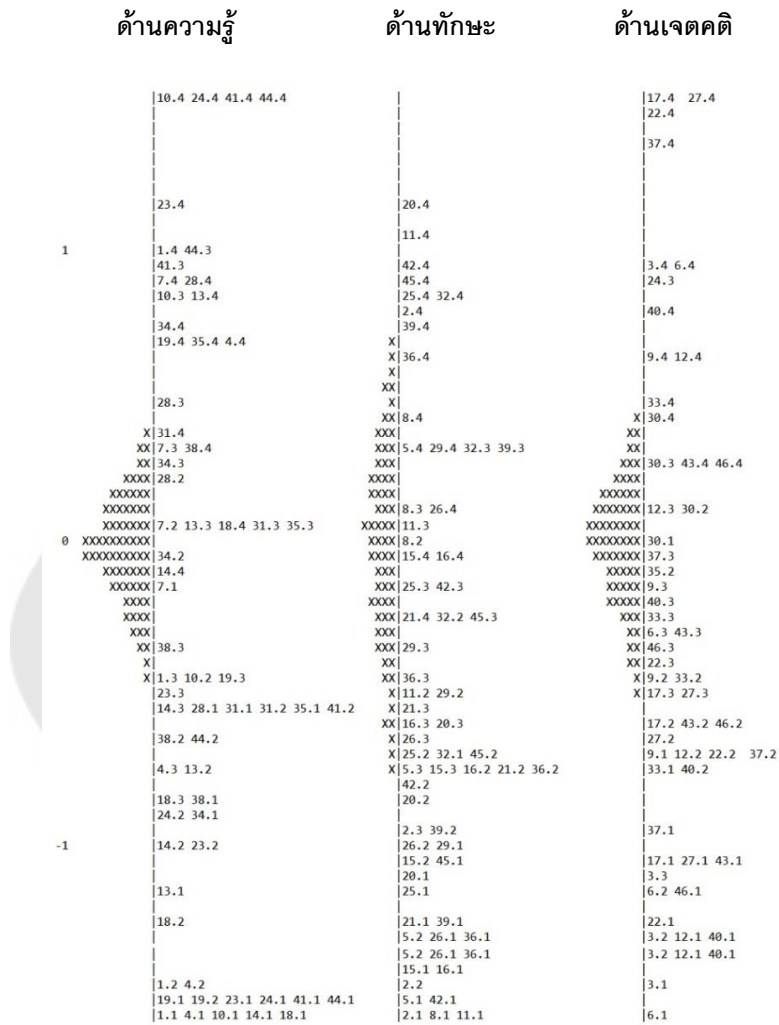 ด้านความรู้ ด้านทักษะ ด้านเจตคติ
|10.4 24.4 41.4 44.4 | |17.4 27.4
| | |22.4
| | |
| | |37.4
| | |
| | |
| | |
|23.4 |20.4 |
| | |
| |11.4 |
1 |1.4 44.3 | |
|41.3 |42.4 |3.4 6.4
|7.4 28.4 |45.4 |24.3
|10.3 13.4 |25.4 32.4 |
| |2.4 |40.4
|34.4 |39.4 |
|19.4 35.4 4.4 X| |
| X|36.4 |9.4 12.4
| X| |
| XX| |
|28.3 X| |33.4
| XX|8.4 X|30.4
X|31.4 XXX| XX|
XX|7.3 38.4 XXX|5.4 29.4 32.3 39.3 XX|
XX|34.3 XXX| XXX|30.3 43.4 46.4
XXXX|28.2 XXXX| XXXX|
XXXXXX| XXXX| XXXXXX|
XXXXXXX| XXX|8.3 26.4 XXXXXXX|12.3 30.2
XXXXXXX|7.2 13.3 18.4 31.3 35.3 XXXXX|11.3 XXXXXXXX|
0 XXXXXXXXXX| XXXX|8.2 XXXXXXXX|30.1
XXXXXXXXXX|34.2 XXXX|15.4 16.4 XXXXXXX|37.3
XXXXXXX|14.4 XXX| XXXXX|35.2
XXXXXX|7.1 XXX|25.3 42.3 XXXXX|9.3
XXXX| XXXX| XXXXX|40.3
XXXX| XXX|21.4 32.2 45.3 XXX|33.3
XXX| XXX| XX|6.3 43.3
XX|38.3 XXX|29.3 XX|46.3
X| XX| XX|22.3
X|1.3 10.2 19.3 XX|36.3 X|9.2 33.2
|23.3 X|11.2 29.2 X|17.3 27.3
|14.3 28.1 31.1 31.2 35.1 41.2 X|21.3 |
| XX|16.3 20.3 |17.2 43.2 46.2
|38.2 44.2 X|26.3 |27.2
| X|25.2 32.1 45.2 |9.1 12.2 22.2 37.2
|4.3 13.2 X|5.3 15.3 16.2 21.2 36.2 |33.1 40.2
| |42.2 |
|18.3 38.1 |20.2 |
|24.2 34.1 | |
| |2.3 39.2 |37.1
-1 |14.2 23.2 |26.2 29.1 |
| |15.2 45.1 |17.1 27.1 43.1
| |20.1 |3.3
|13.1 |25.1 |6.2 46.1
| | |
|18.2 |21.1 39.1 |22.1
| |5.2 26.1 36.1 |3.2 12.1 40.1
| |5.2 26.1 36.1 |3.2 12.1 40.1
| |15.1 16.1 |
|1.2 4.2 |2.2 |3.1
|19.1 19.2 23.1 24.1 41.1 44.1 |5.1 42.1 |
|1.1 4.1 10.1 14.1 18.1 |2.1 8.1 11.1 |6.1